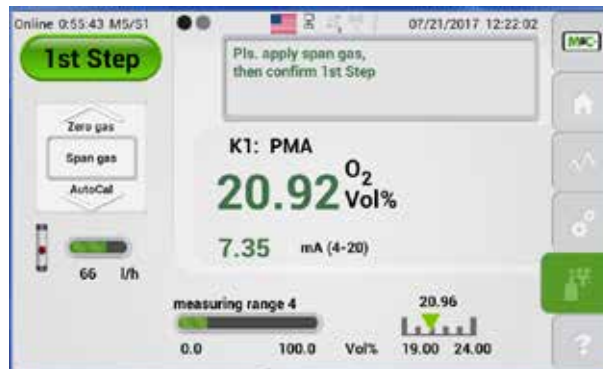 Online 0:55:43 M5/S1
07/21/2017 12:22:02
1st Step
Pls. apply span gas,
then confirm 1st Step
M&C
Zero gas
Span gas
AutoCal
K1: PMA
20.92 O2 Vol%
7.35 mA (4-20)
66 l/h
measuring range 4
20.96
0.0 100.0 Vol% 19.00 24.00
?